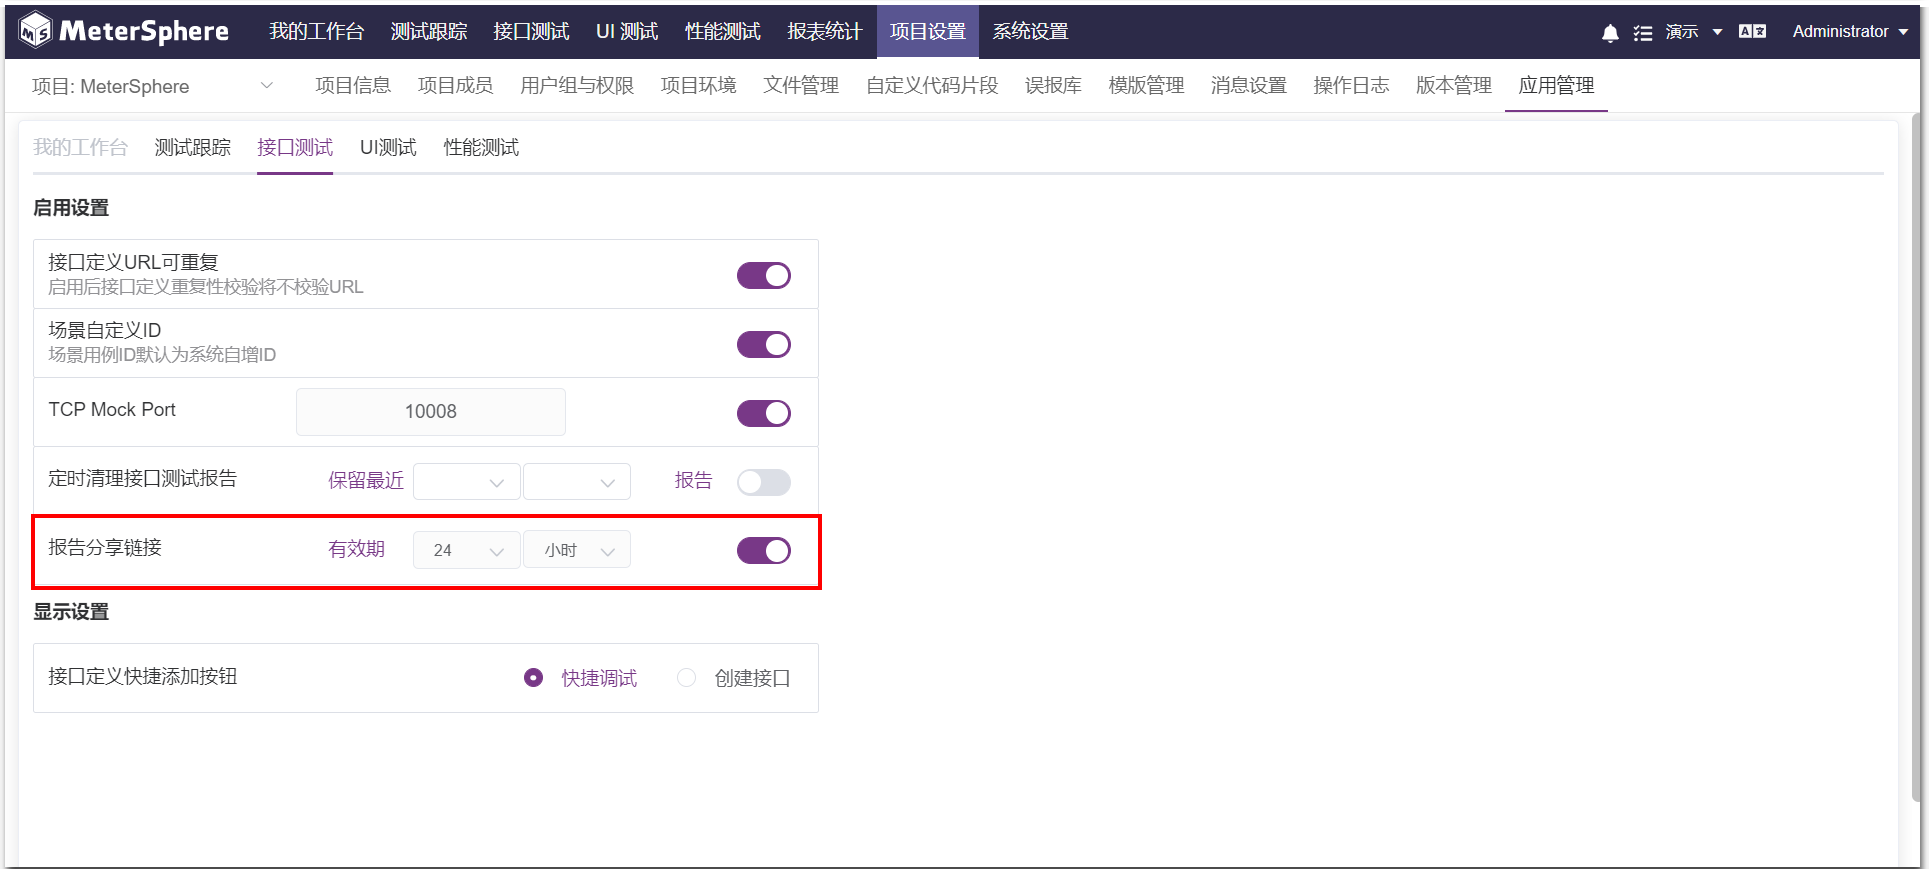 MeterSphere 我的工作台 测试跟踪 接口测试 UI 测试 性能测试 报表统计 项目设置 系统设置 演示 Administrator
项目: MeterSphere 项目信息 项目成员 用户组与权限 项目环境 文件管理 自定义代码片段 误报库 模版管理 消息设置 操作日志 版本管理 应用管理
我的工作台 测试跟踪 接口测试 UI测试 性能测试
启用设置
接口定义URL可重复
启用后接口定义重复性校验将不校验URL
场景自定义ID
场景用例ID默认为系统自增ID
TCP Mock Port 10008
定时清理接口测试报告 保留最近 报告
报告分享链接 有效期 24 小时
显示设置
接口定义快捷添加按钮 快捷调试 创建接口